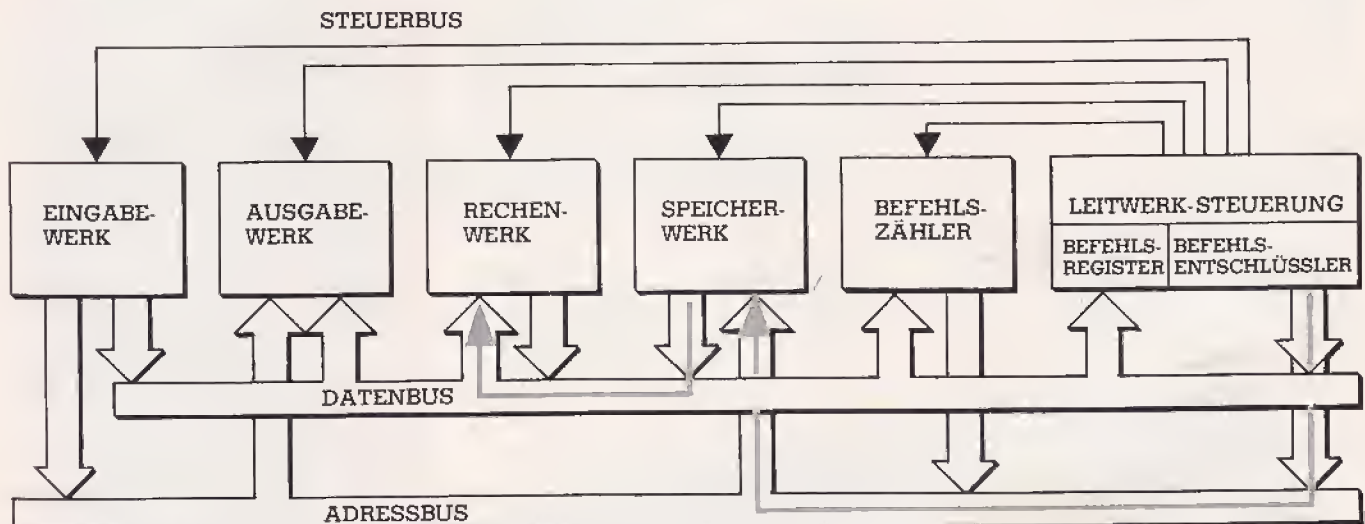 STEUERBUS
EINGABE-
WERK
AUSGABE-
WERK
RECHEN-
WERK
SPEICHER-
WERK
BEFEHLS-
ZÄHLER
LEITWERK-STEUERUNG
BEFEHLS-
REGISTER
BEFEHLS-
ENTSCHLÜSSLER
DATENBUS
ADRESSBUS